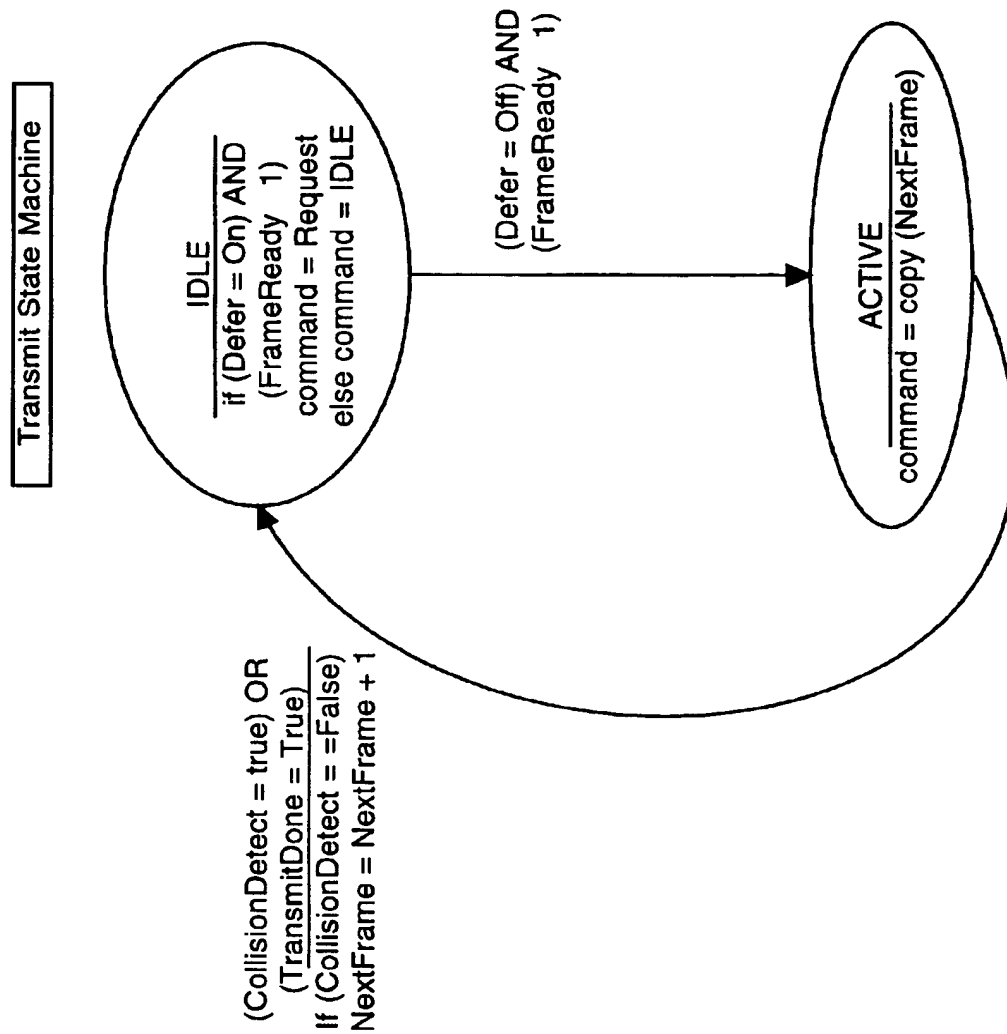 Transmit State Machine
IDLE
if (Defer = On) AND
(FrameReady 1)
command = Request
else command = IDLE
(Defer = Off) AND
(FrameReady 1)
ACTIVE
command = copy (NextFrame)
(CollisionDetect = true) OR
(TransmitDone = True)
If (CollisionDetect = =False)
NextFrame = NextFrame + 1